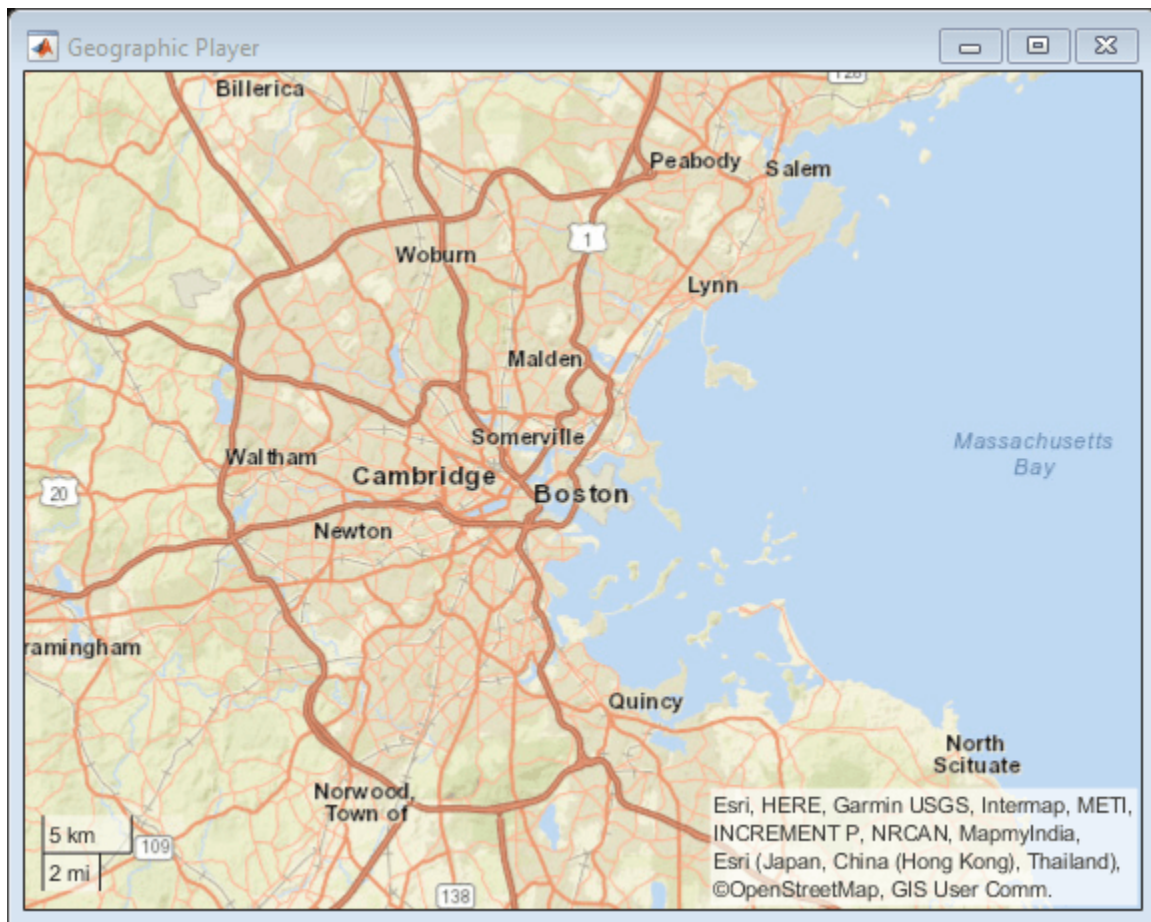 Geographic Player
Billerica
128
Peabody
Salem
1
Woburn
Lynn
Malden
Somerville
Massachusetts
Bay
Waltham
Cambridge
20
Boston
Newton
ramingham
Quincy
North
Scituate
Norwood,
Town of
5 km
2 mi
109
138
Esri, HERE, Garmin USGS, Intermap, METI,
INCREMENT P, NRCAN, MapmyIndia,
Esri (Japan, China (Hong Kong), Thailand),
©OpenStreetMap, GIS User Comm.